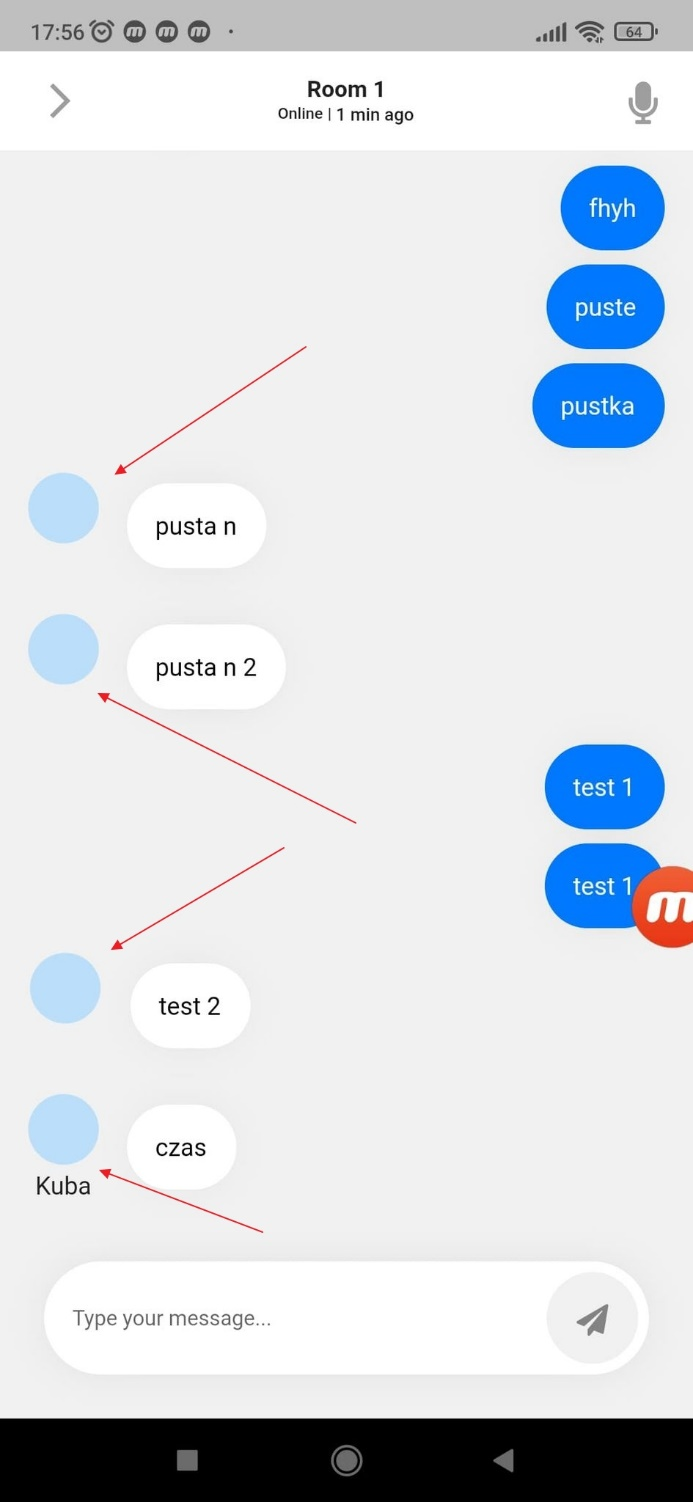 17:56
64
Room 1
Online | 1 min ago
fhyh
puste
pustka
pusta n
pusta n 2
test 1
test 1
test 2
czas
Kuba
Type your message...